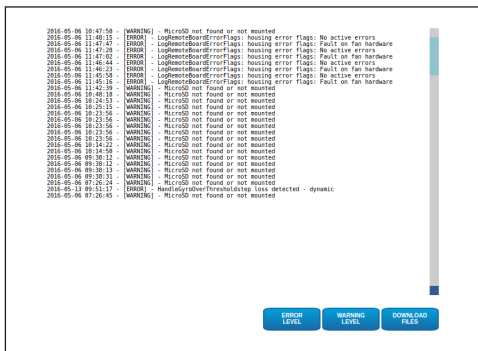 2016-05-06 10:47:50 - [WARNING] - MicroSD not found or not mounted
2016-05-06 11:48:15 - [ERROR] - LogRemoteBoardErrorFlags: housing error flags: No active errors
2016-05-06 11:47:47 - [ERROR] - LogRemoteBoardErrorFlags: housing error flags: Fault on fan hardware
2016-05-06 11:47:28 - [ERROR] - LogRemoteBoardErrorFlags: housing error flags: No active errors
2016-05-06 11:47:02 - [ERROR] - LogRemoteBoardErrorFlags: housing error flags: Fault on fan hardware
2016-05-06 11:46:44 - [ERROR] - LogRemoteBoardErrorFlags: housing error flags: No active errors
2016-05-06 11:46:23 - [ERROR] - LogRemoteBoardErrorFlags: housing error flags: Fault on fan hardware
2016-05-06 11:45:58 - [ERROR] - LogRemoteBoardErrorFlags: housing error flags: No active errors
2016-05-06 11:45:16 - [ERROR] - LogRemoteBoardErrorFlags: housing error flags: Fault on fan hardware
2016-05-06 11:42:39 - [WARNING] - MicroSD not found or not mounted
2016-05-06 10:48:18 - [WARNING] - MicroSD not found or not mounted
2016-05-06 10:24:53 - [WARNING] - MicroSD not found or not mounted
2016-05-06 10:25:15 - [WARNING] - MicroSD not found or not mounted
2016-05-06 10:23:56 - [WARNING] - MicroSD not found or not mounted
2016-05-06 10:23:56 - [WARNING] - MicroSD not found or not mounted
2016-05-06 10:23:56 - [WARNING] - MicroSD not found or not mounted
2016-05-06 10:23:56 - [WARNING] - MicroSD not found or not mounted
2016-05-06 10:23:56 - [WARNING] - MicroSD not found or not mounted
2016-05-06 10:14:22 - [WARNING] - MicroSD not found or not mounted
2016-05-06 10:14:50 - [WARNING] - MicroSD not found or not mounted
2016-05-06 09:38:12 - [WARNING] - MicroSD not found or not mounted
2016-05-06 09:38:12 - [WARNING] - MicroSD not found or not mounted
2016-05-06 09:38:13 - [WARNING] - MicroSD not found or not mounted
2016-05-06 09:38:31 - [WARNING] - MicroSD not found or not mounted
2016-05-06 07:26:24 - [WARNING] - MicroSD not found or not mounted
2016-05-13 09:51:17 - [ERROR] - HandleGyroOverThresholdstep loss detected - dynamic
2016-05-06 07:26:45 - [WARNING] - MicroSD not found or not mounted
ERROR LEVEL
WARNING LEVEL
DOWNLOAD FILES